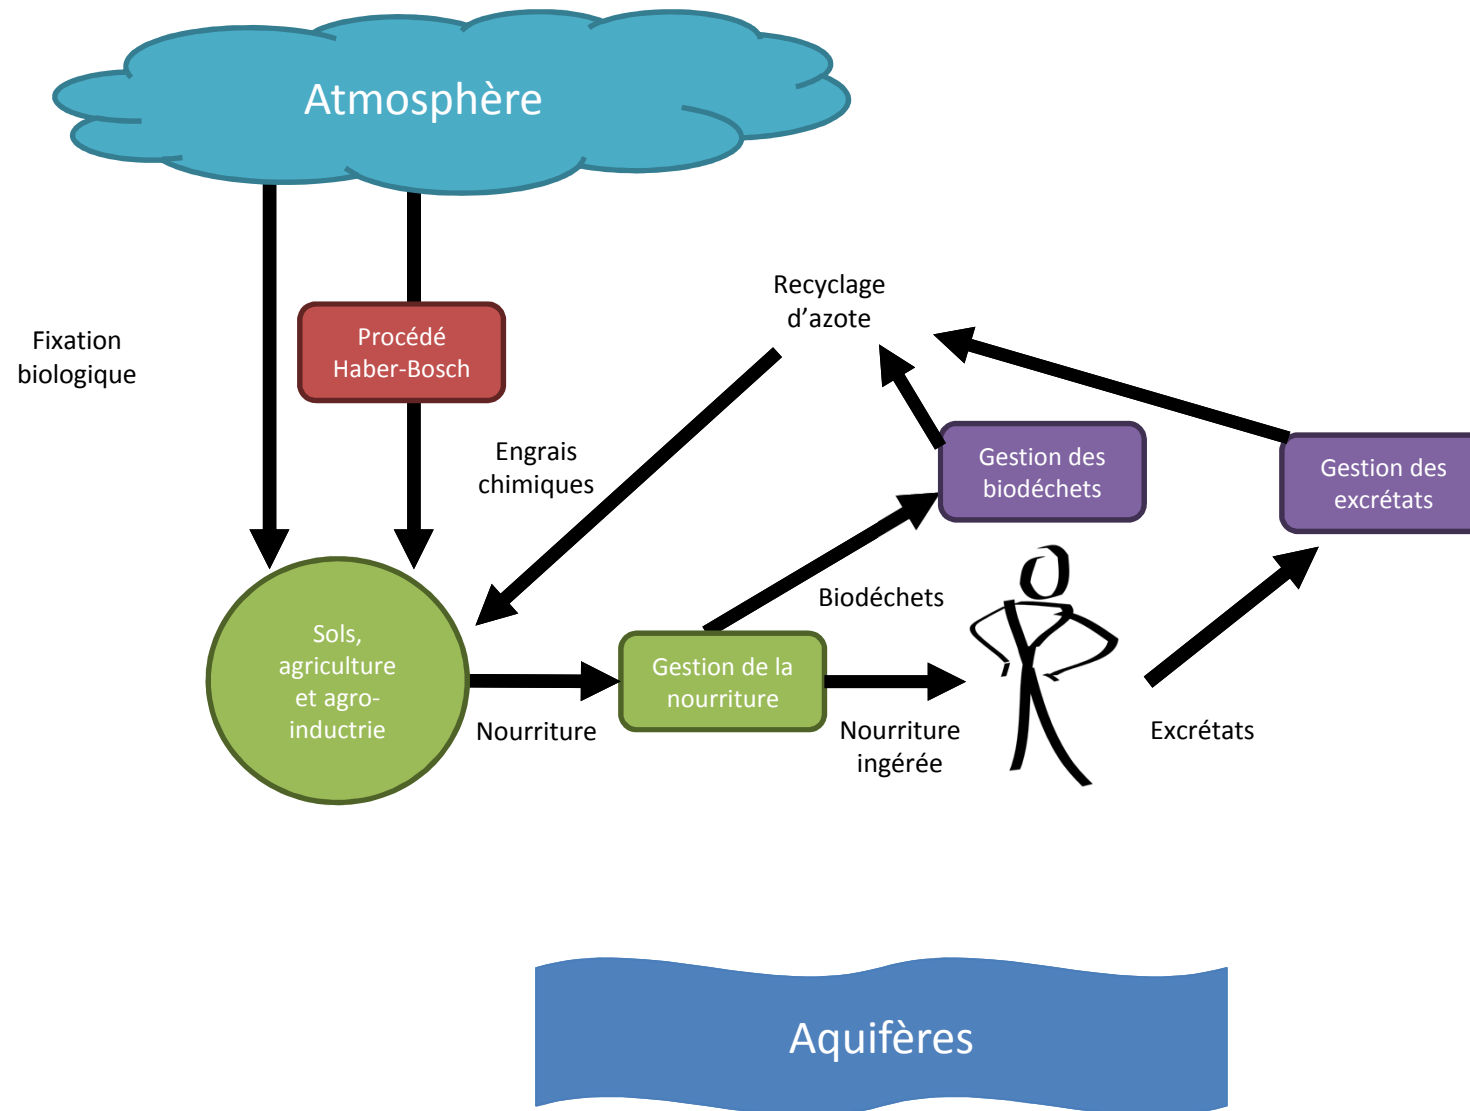 Atmosphère
Fixation
biologique
Procédé
Haber-Bosch
Recyclage
d’azote
Engrais
chimiques
Gestion des
biodéchets
Gestion des
excrétats
Biodéchets
Sols,
agriculture
et agro-
inductrie
Gestion de la
nourriture
Nourriture
Nourriture
ingérée
Excrétats
Aquifères